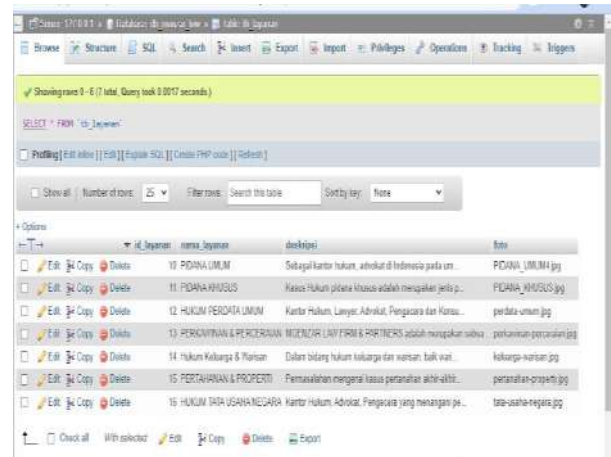 Server: 127.0.0.1 » Database: » Table: tb_layanan
Browse Structure SQL Search Insert Export Import Privileges Operations Tracking Triggers
Showing rows 0 - 6 (7 total, Query took 0.0017 seconds.)
SELECT * FROM `tb_layanan`
Profiling [ Edit inline ] [ Edit ] [ Explain SQL ] [ Create PHP code ] [ Refresh ]
Show all Number of rows: 25 Filter rows: Search this table Sort by key: None
+ Options
←T→ id_layanan nama_layanan deskripsi foto
Edit Copy Delete 10 PIDANA UMUM Sebagai kantor hukum, advokat di Indonesia pada um... PIDANA_UMUM4.jpg
Edit Copy Delete 11 PIDANA KHUSUS Kasus Hukum pidana khusus adalah merupakan jenis p... PIDANA_KHUSUS.jpg
Edit Copy Delete 12 HUKUM PERDATA UMUM Kantor Hukum, Lawyer, Advokat, Pengacara dan Konsu... perdata-umum.jpg
Edit Copy Delete 13 PERKAWINAN & PERCERAIAN LAW FIRM & PARTNERS adalah merupakan perkawinan-perceraian.jpg
Edit Copy Delete 14 Hukum Keluarga & Warisan Dalam bidang hukum keluarga dan warisan, baik wari... keluarga-warisan.jpg
Edit Copy Delete 15 PERTAHANAN & PROPERTI Permasalahan mengenai kasus pertanahan akhir-akhir... pertanahan-property.jpg
Edit Copy Delete 16 HUKUM TATA USAHA NEGARA Kantor Hukum, Advokat, Pengacara yang menangani pe... tata-usaha-negara.jpg
Check all With selected: Edit Copy Delete Export